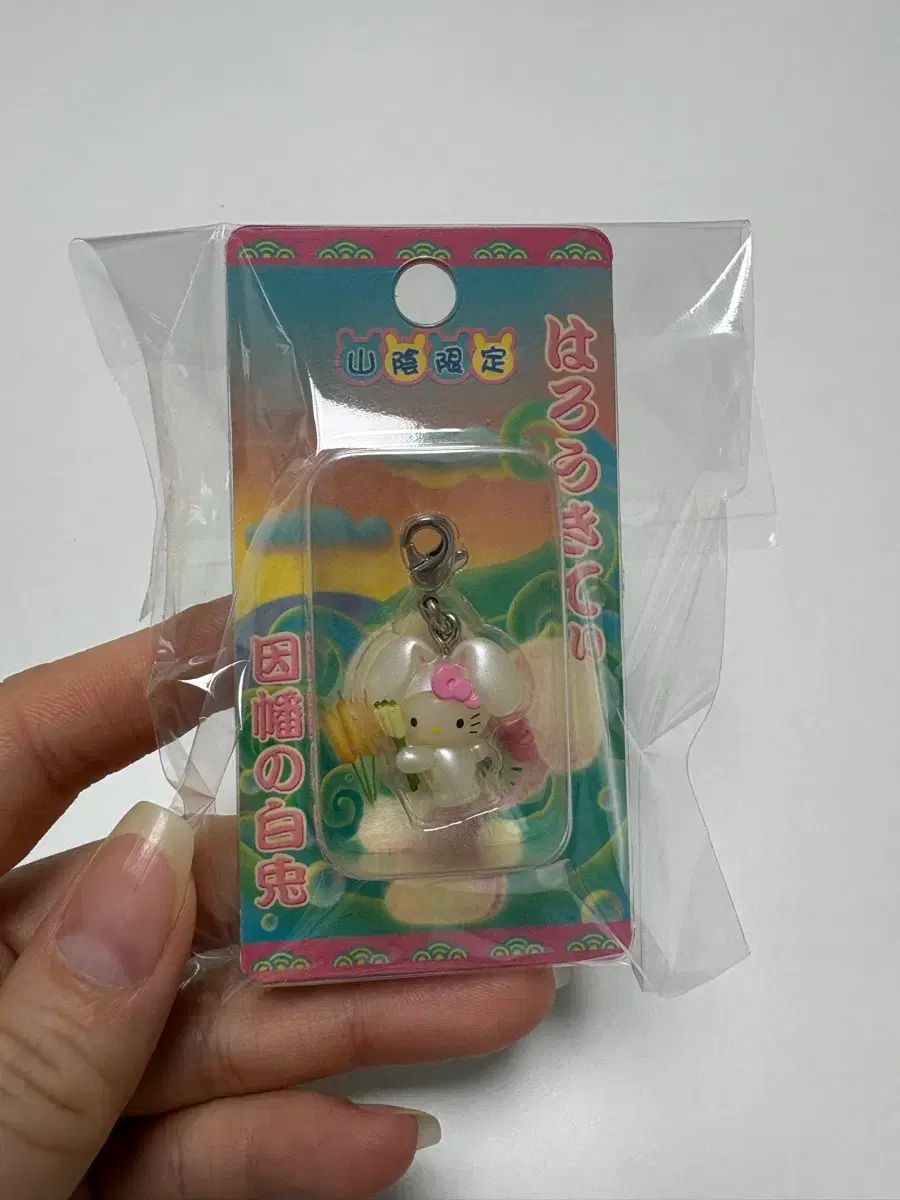 山陰限定
はろうきてぃ
因幡の白兎